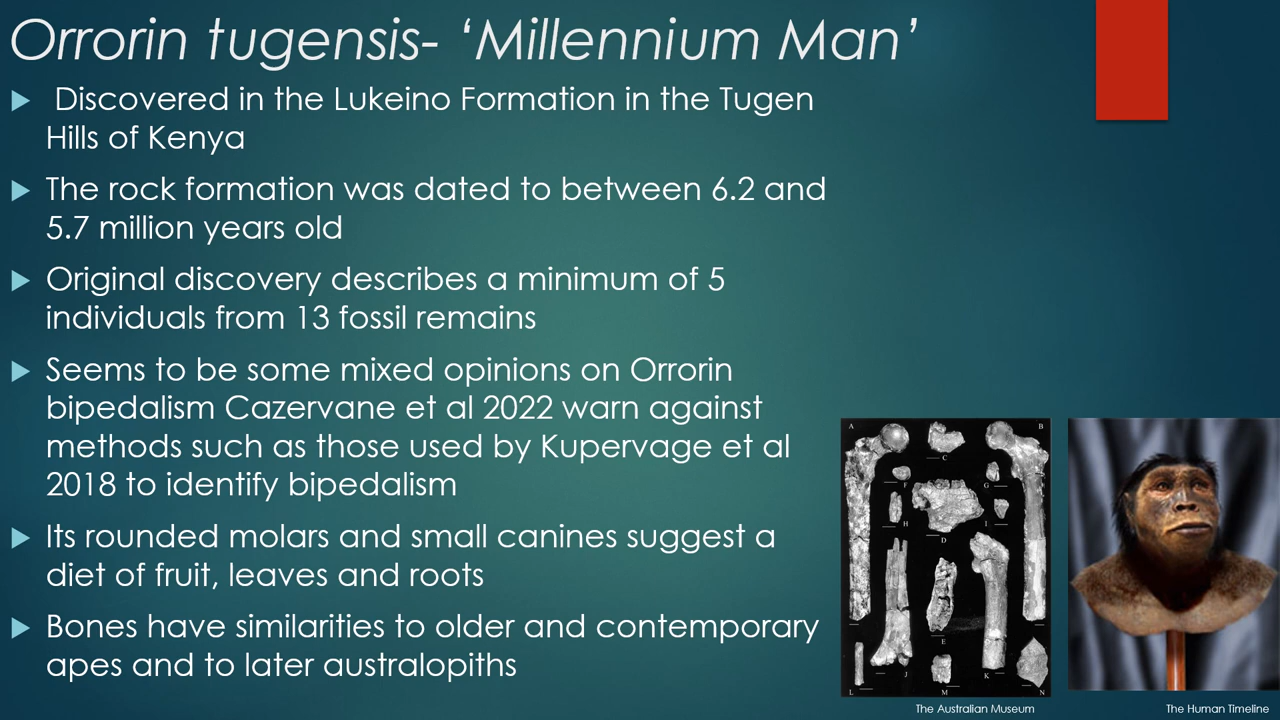 Orrorin tugensis- ‘Millennium Man’
Discovered in the Lukeino Formation in the Tugen
Hills of Kenya
The rock formation was dated to between 6.2 and
5.7 million years old
Original discovery describes a minimum of 5
individuals from 13 fossil remains
Seems to be some mixed opinions on Orrorin
bipedalism Cazervane et al 2022 warn against
methods such as those used by Kupervage et al
2018 to identify bipedalism
Its rounded molars and small canines suggest a
diet of fruit, leaves and roots
Bones have similarities to older and contemporary
apes and to later australopiths
A
B
C
F
G
H
I
D
E
J
K
L
M
N
The Australian Museum
The Human Timeline